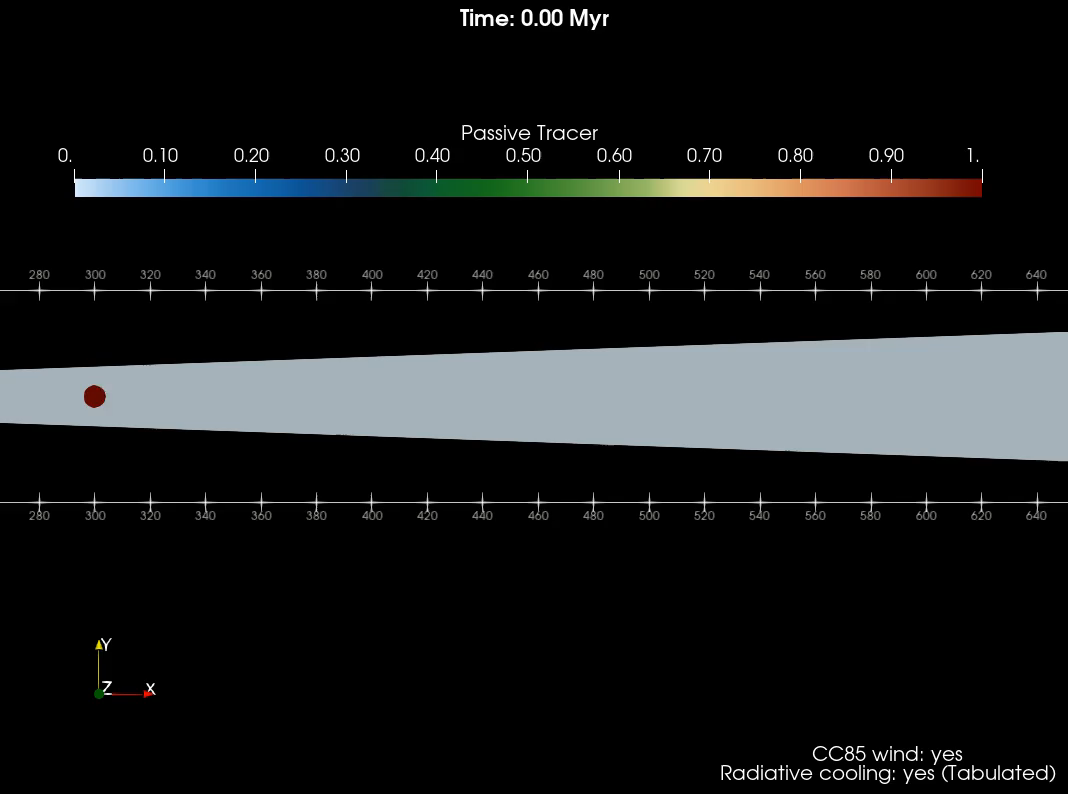 Time: 0.00 Myr
Passive Tracer
0. 0.10 0.20 0.30 0.40 0.50 0.60 0.70 0.80 0.90 1.
280 300 320 340 360 380 400 420 440 460 480 500 520 540 560 580 600 620 640
280 300 320 340 360 380 400 420 440 460 480 500 520 540 560 580 600 620 640
Y
Z X
CC85 wind: yes
Radiative cooling: yes (Tabulated)